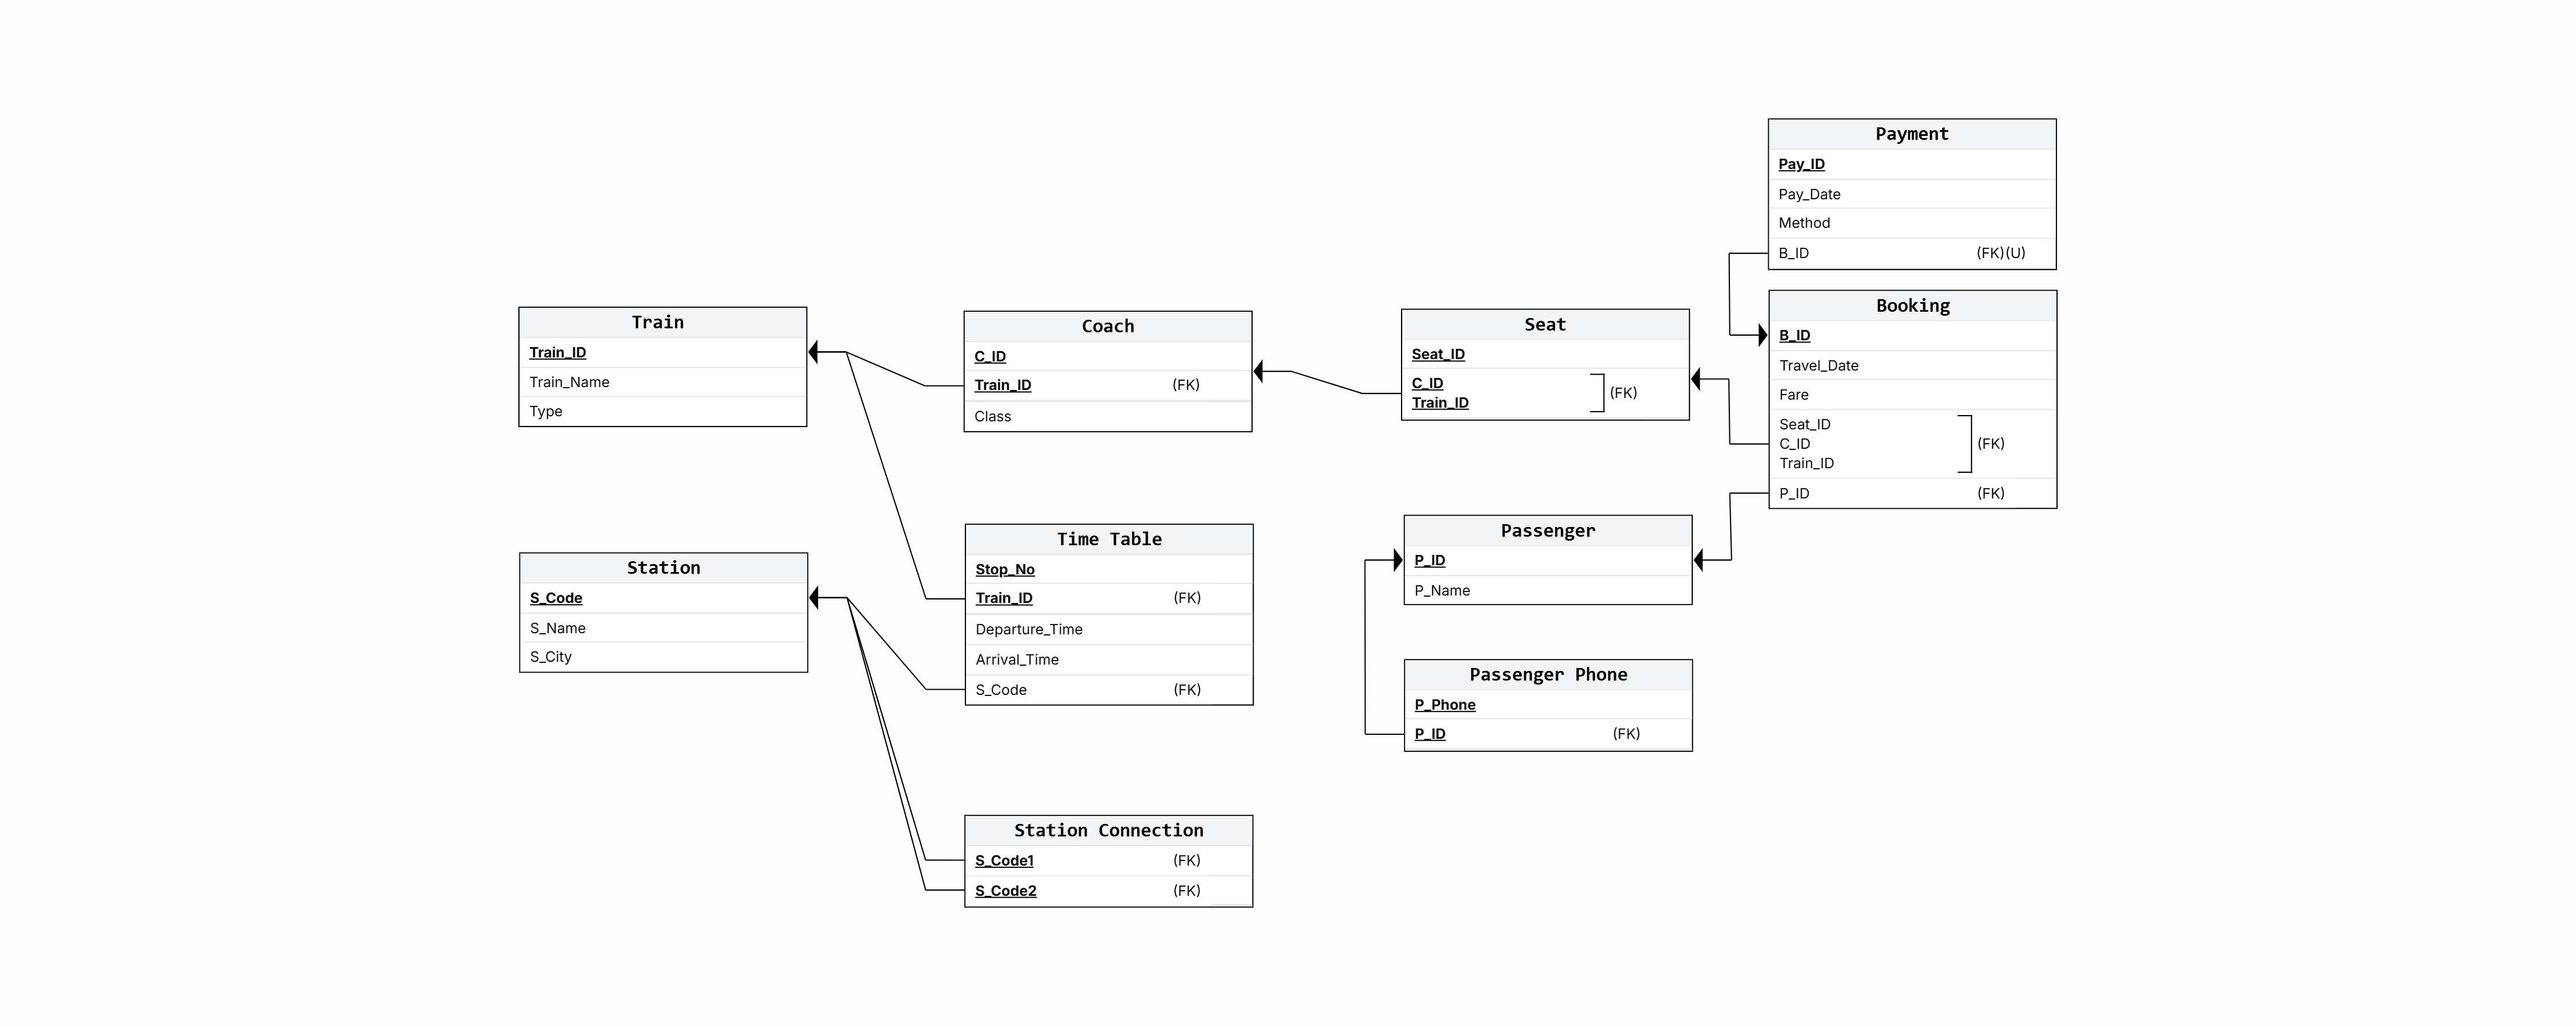 Payment
Pay_ID
Pay_Date
Method
B_ID (FK)(U)
Train
Train_ID
Train_Name
Type
Coach
C_ID
Train_ID (FK)
Class
Seat
Seat_ID
C_ID
Train_ID
(FK)
Booking
B_ID
Travel_Date
Fare
Seat_ID
C_ID
Train_ID
(FK)
P_ID (FK)
Station
S_Code
S_Name
S_City
Time Table
Stop_No
Train_ID (FK)
Departure_Time
Arrival_Time
S_Code (FK)
Passenger
P_ID
P_Name
Passenger Phone
P_Phone
P_ID (FK)
Station Connection
S_Code1 (FK)
S_Code2 (FK)